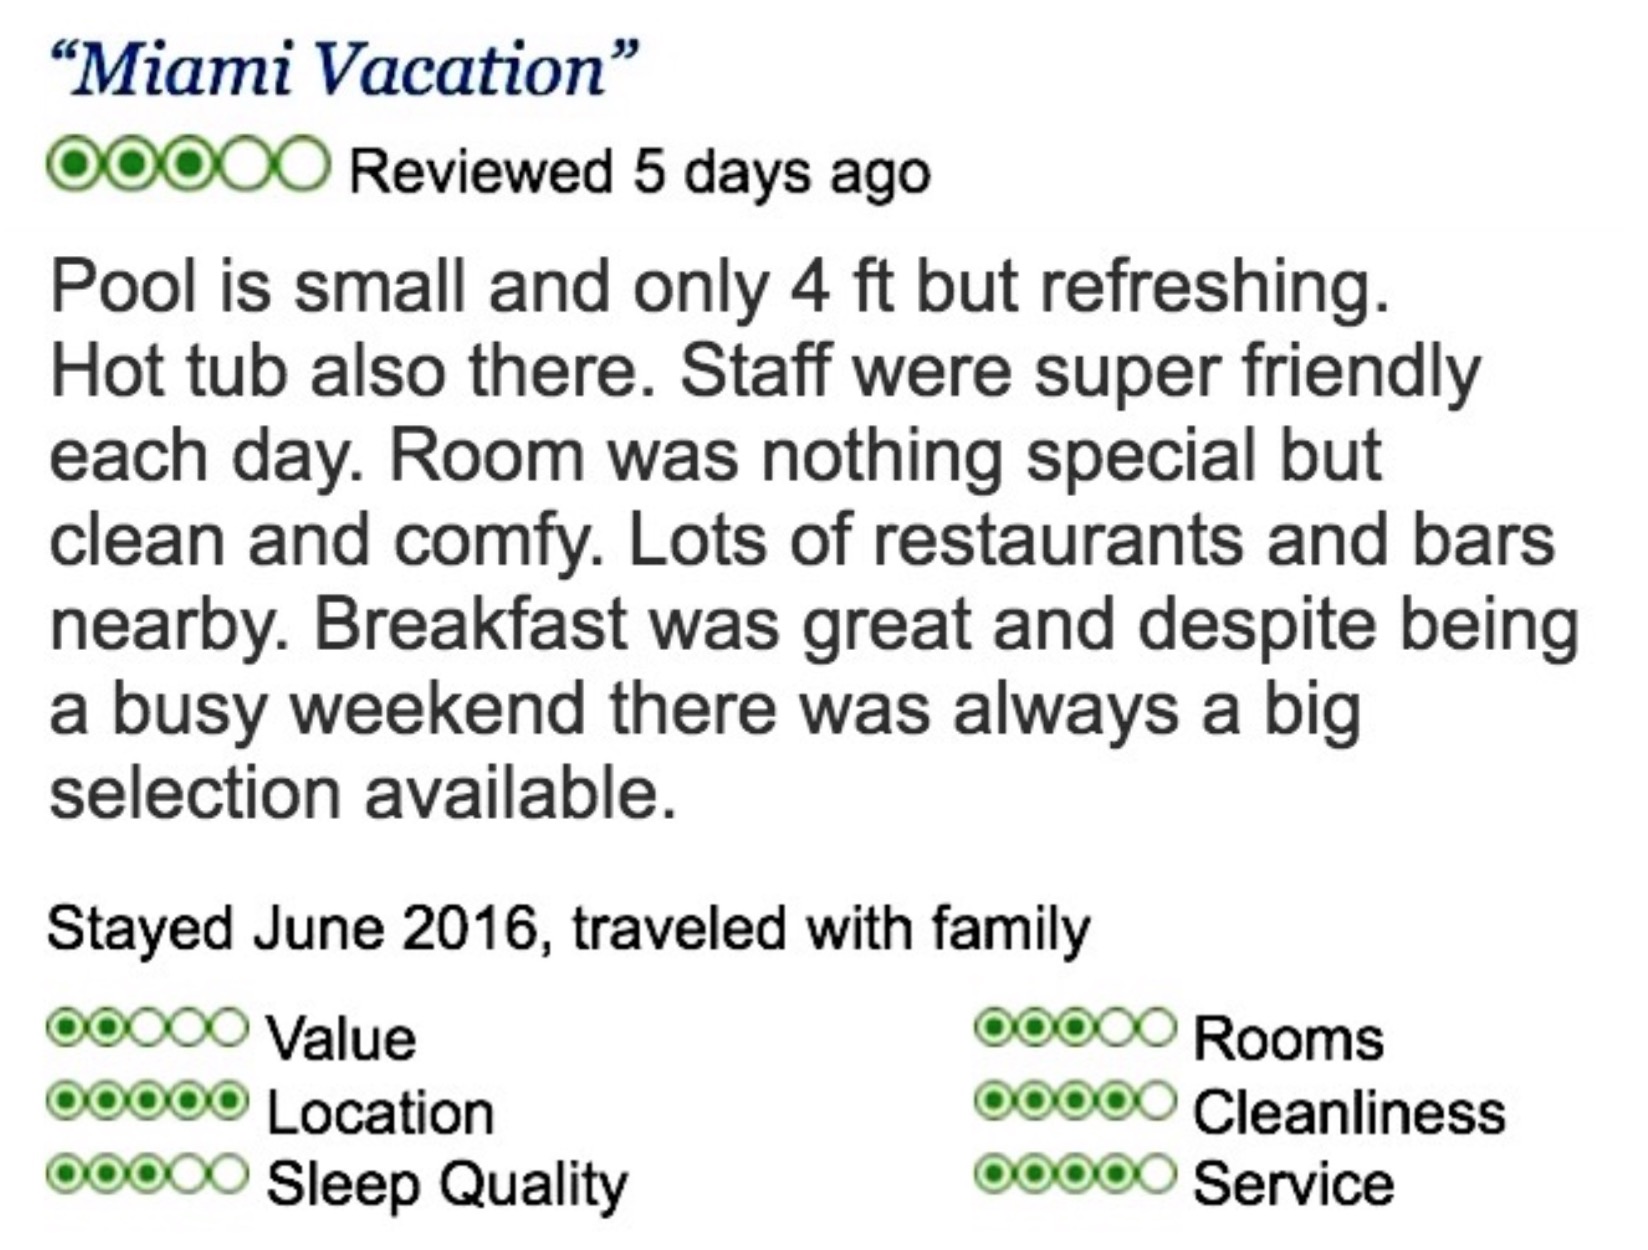 “Miami Vacation”
Reviewed 5 days ago
Pool is small and only 4 ft but refreshing.
Hot tub also there. Staff were super friendly
each day. Room was nothing special but
clean and comfy. Lots of restaurants and bars
nearby. Breakfast was great and despite being
a busy weekend there was always a big
selection available.
Stayed June 2016, traveled with family
Value
Rooms
Location
Cleanliness
Sleep Quality
Service